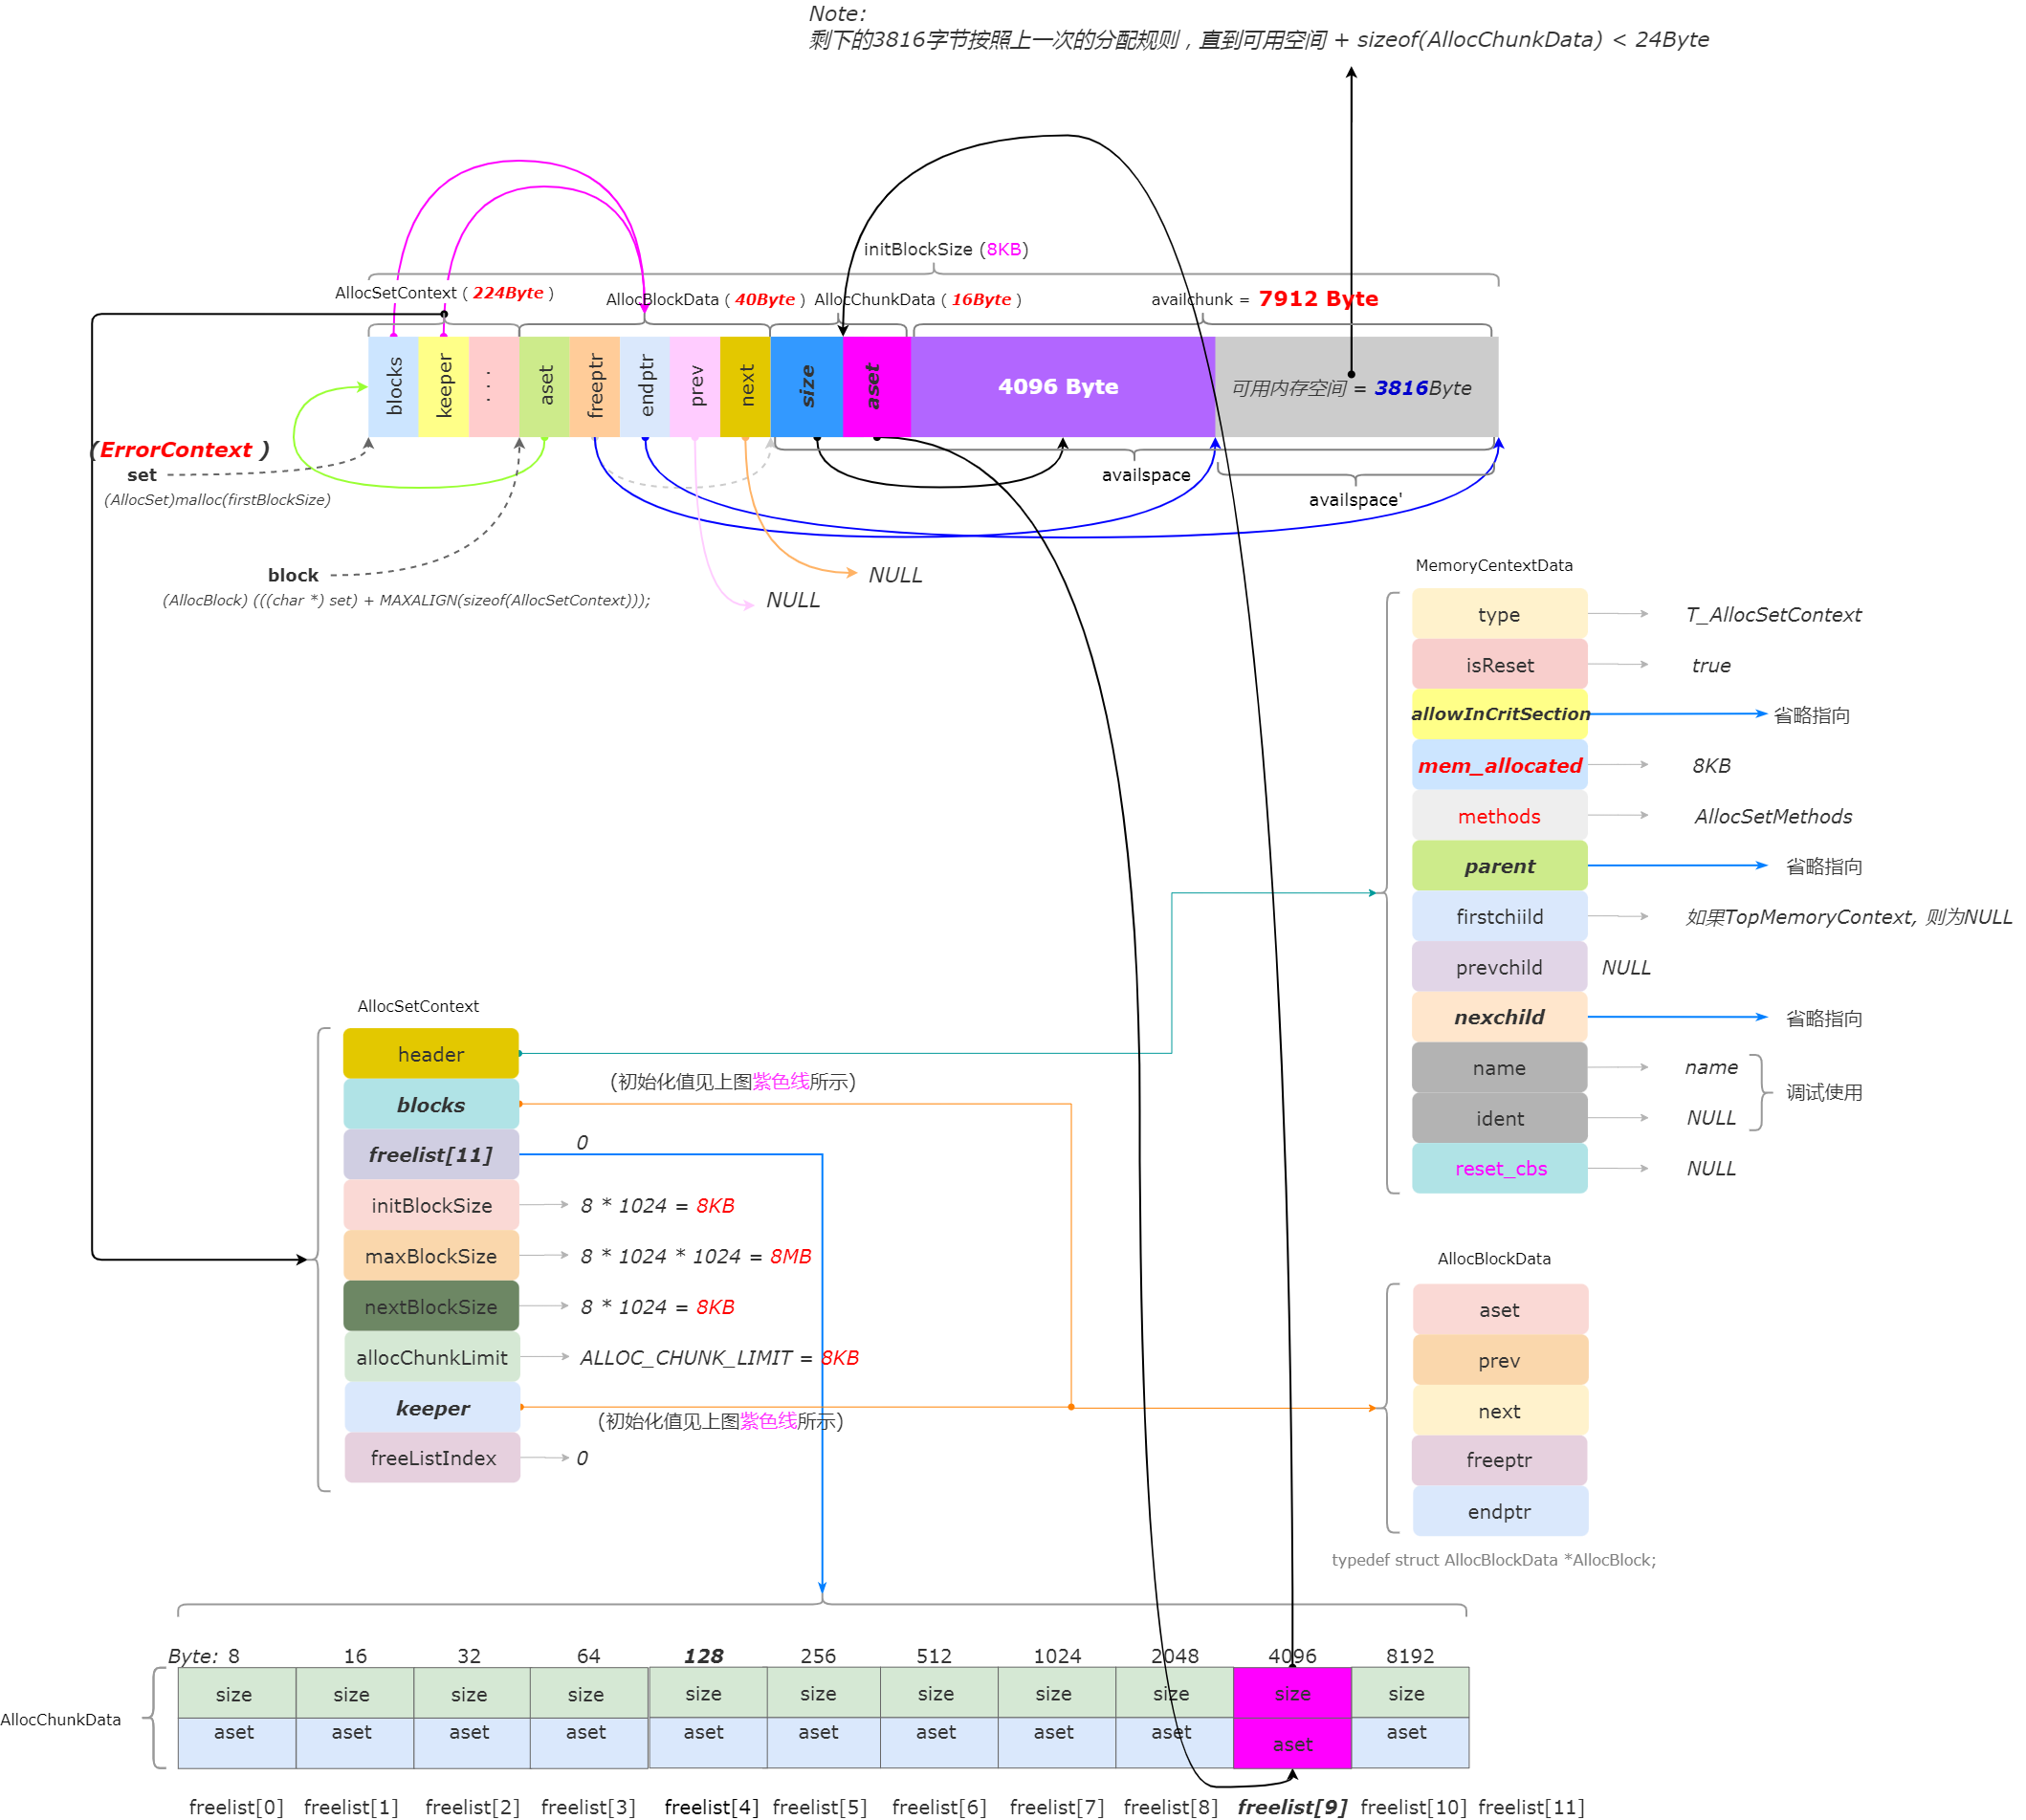 Note:
剩下的3816字节按照上一次的分配规则，直到可用空间 + sizeof(AllocChunkData) < 24Byte
initBlockSize (8KB)
AllocSetContext ( 224Byte )
AllocBlockData ( 40Byte )
AllocChunkData ( 16Byte )
availchunk = 7912 Byte
blocks
keeper
...
aset
freeptr
endptr
prev
next
size
aset
4096 Byte
可用内存空间 = 3816Byte
(ErrorContext )
set
(AllocSet)malloc(firstBlockSize)
availspace
availspace'
block
(AllocBlock) (((char *) set) + MAXALIGN(sizeof(AllocSetContext)));
NULL
NULL
MemoryCentextData
type
T_AllocSetContext
isReset
true
allowInCritSection
省略指向
mem_allocated
8KB
methods
AllocSetMethods
parent
省略指向
firstchiild
如果TopMemoryContext, 则为NULL
prevchild
NULL
nexchild
省略指向
name
name
调试使用
ident
NULL
reset_cbs
NULL
AllocSetContext
header
(初始化值见上图紫色线所示)
blocks
freelist[11]
0
initBlockSize
8 * 1024 = 8KB
maxBlockSize
8 * 1024 * 1024 = 8MB
nextBlockSize
8 * 1024 = 8KB
allocChunkLimit
ALLOC_CHUNK_LIMIT = 8KB
keeper
(初始化值见上图紫色线所示)
freeListIndex
0
AllocBlockData
aset
prev
next
freeptr
endptr
typedef struct AllocBlockData *AllocBlock;
Byte: 8 16 32 64 128 256 512 1024 2048 4096 8192
size size size size size size size size size size size
AllocChunkData
aset aset aset aset aset aset aset aset aset aset aset
freelist[0] freelist[1] freelist[2] freelist[3] freelist[4] freelist[5] freelist[6] freelist[7] freelist[8] freelist[9] freelist[10] freelist[11]